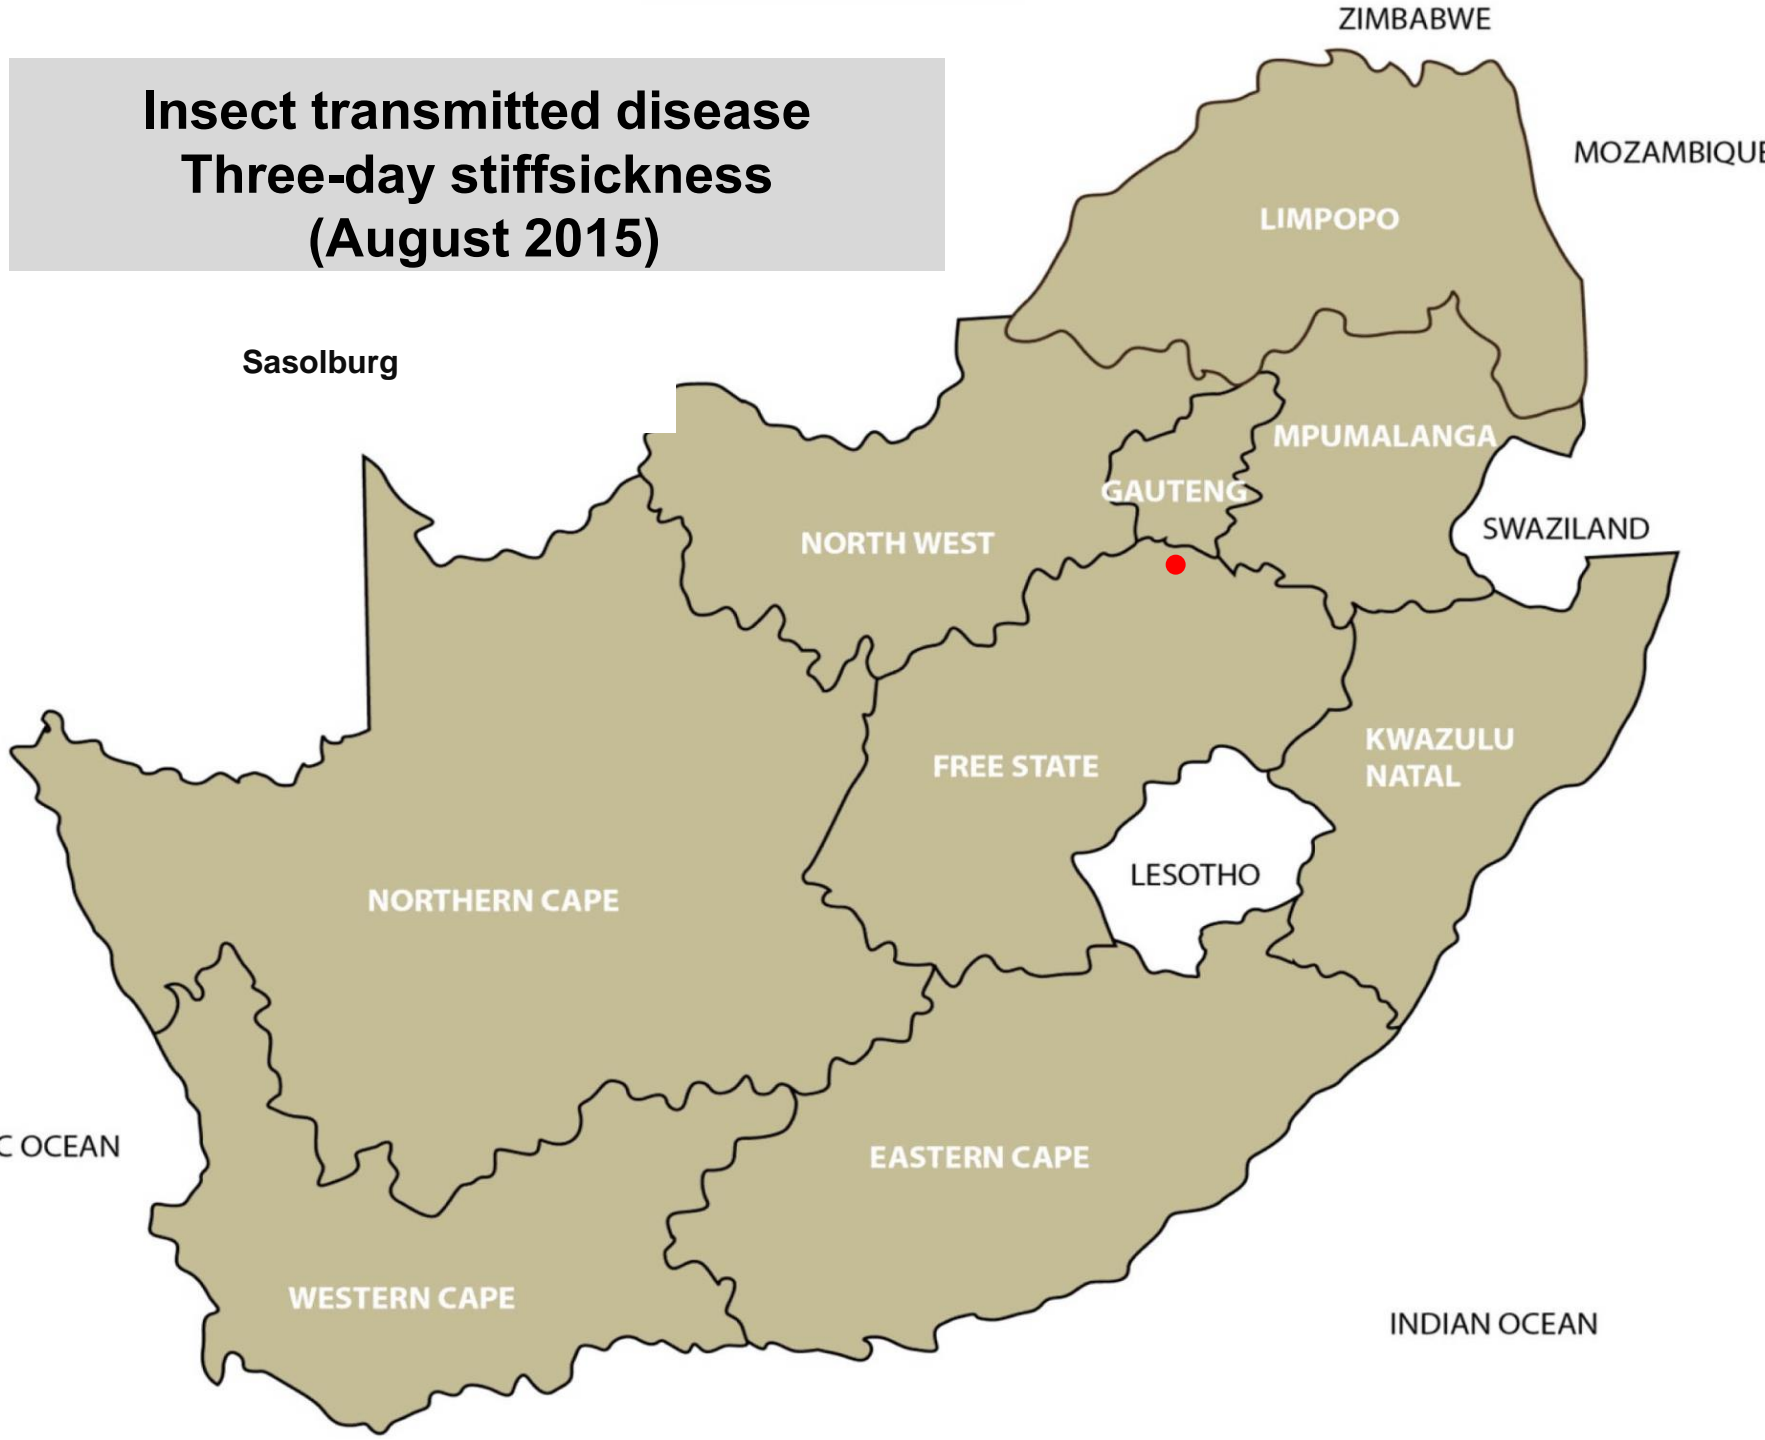 ZIMBABWE
Insect transmitted disease
Three-day stiffsickness
(August 2015)
MOZAMBIQUE
LIMPOPO
Sasolburg
MPUMALANGA
GAUTENG
SWAZILAND
NORTH WEST
KWAZULU
NATAL
FREE STATE
LESOTHO
NORTHERN CAPE
C OCEAN
EASTERN CAPE
WESTERN CAPE
INDIAN OCEAN